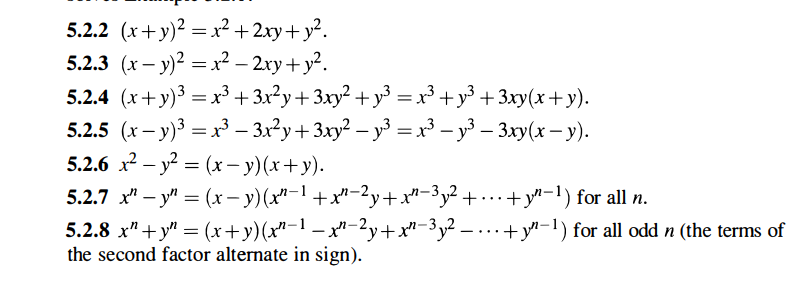 5.2.2 (x + y)² = x² + 2xy + y².
5.2.3 (x − y)² = x² − 2xy + y².
5.2.4 (x + y)³ = x³ + 3x²y + 3xy² + y³ = x³ + y³ + 3xy(x + y).
5.2.5 (x − y)³ = x³ − 3x²y + 3xy² − y³ = x³ − y³ − 3xy(x − y).
5.2.6 x² − y² = (x − y)(x + y).
5.2.7 xⁿ − yⁿ = (x − y)(xⁿ⁻¹ + xⁿ⁻²y + xⁿ⁻³y² + ⋯ + yⁿ⁻¹) for all n.
5.2.8 xⁿ + yⁿ = (x + y)(xⁿ⁻¹ − xⁿ⁻²y + xⁿ⁻³y² − ⋯ + yⁿ⁻¹) for all odd n (the terms of
the second factor alternate in sign).